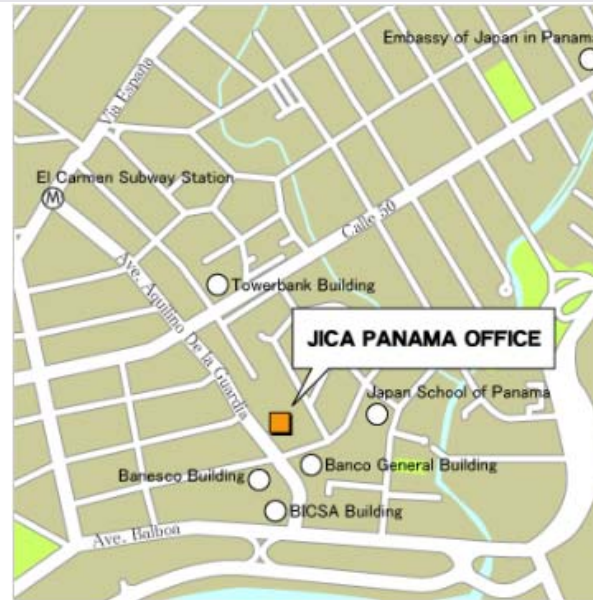 Embassy of Japan in Panam
Via España
El Carmen Subway Station
M
Calle 50
Ave. Aquilino De la Guardia
Towerbank Building
JICA PANAMA OFFICE
Japan School of Panama
Banco General Building
Banesco Building
BICSA Building
Ave. Balboa